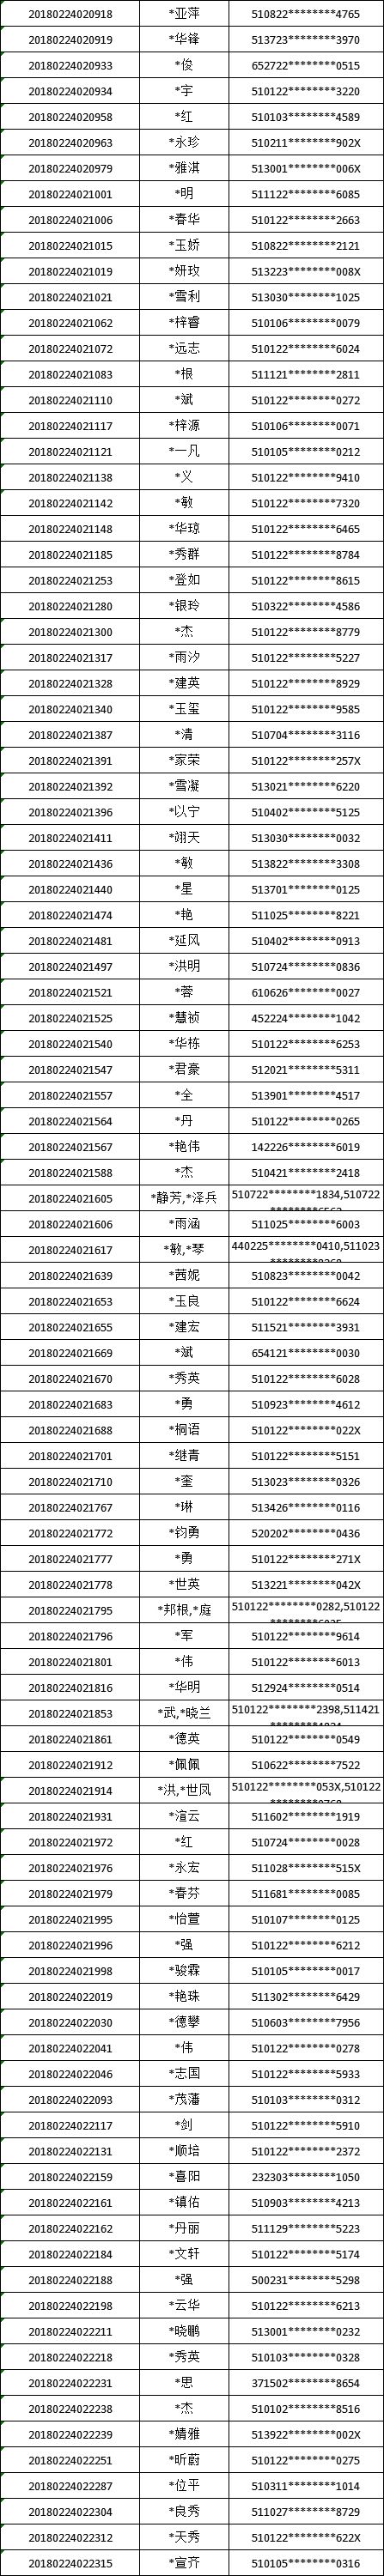 20180224020918 *亚萍 510822********4765
20180224020919 *华锋 513723********3970
20180224020933 *俊 652722********0515
20180224020934 *宇 510122********3220
20180224020958 *红 510103********4589
20180224020963 *永珍 510211********902X
20180224020979 *雅淇 513001********006X
20180224021001 *明 511122********6085
20180224021006 *春华 510122********2663
20180224021015 *玉娇 510822********2121
20180224021019 *妍玫 513223********008X
20180224021021 *雪利 513030********1025
20180224021062 *梓睿 510106********0079
20180224021072 *远志 510122********6024
20180224021083 *根 511121********2811
20180224021110 *斌 510122********0272
20180224021117 *梓源 510106********0071
20180224021121 *一凡 510105********0212
20180224021138 *义 510122********9410
20180224021142 *敏 510122********7320
20180224021148 *华琼 510122********6465
20180224021185 *秀群 510122********8784
20180224021253 *登如 510122********8615
20180224021280 *银玲 510322********4586
20180224021300 *杰 510122********8779
20180224021317 *雨汐 510122********5227
20180224021328 *建英 510122********8929
20180224021340 *玉玺 510122********9585
20180224021387 *清 510704********3116
20180224021391 *家荣 510122********257X
20180224021392 *雪凝 513021********6220
20180224021396 *以宁 510402********5125
20180224021411 *翊天 513030********0032
20180224021436 *敏 513822********3308
20180224021440 *星 513701********0125
20180224021474 *艳 511025********8221
20180224021481 *延风 510402********0913
20180224021497 *洪明 510724********0836
20180224021521 *蓉 610626********0027
20180224021525 *慧祯 452224********1042
20180224021540 *华栋 510122********6253
20180224021547 *君豪 512021********5311
20180224021557 *全 513901********4517
20180224021564 *丹 510122********0265
20180224021567 *艳伟 142226********6019
20180224021588 *杰 510421********2418
20180224021605 *静芳,*泽兵 510722********1834,510722
20180224021606 *雨涵 511025********6003
20180224021617 *敏,*琴 440225********0410,511023
20180224021639 *茜妮 510823********0042
20180224021653 *玉良 510122********6624
20180224021655 *建宏 511521********3931
20180224021669 *斌 654121********0030
20180224021670 *秀英 510122********6028
20180224021683 *勇 510923********4612
20180224021688 *桐语 510122********022X
20180224021701 *继青 510122********5151
20180224021710 *奎 513023********0326
20180224021767 *琳 513426********0116
20180224021772 *钧勇 520202********0436
20180224021777 *勇 510122********271X
20180224021778 *世英 513221********042X
20180224021795 *邦根,*庭 510122********0282,510122
20180224021796 *军 510122********9614
20180224021801 *伟 510122********6013
20180224021816 *华明 512924********0514
20180224021853 *武,*晓兰 510122********2398,511421
20180224021861 *德英 510122********0549
20180224021912 *佩佩 510622********7522
20180224021914 *洪,*世凤 510122********053X,510122
20180224021931 *渲云 511602********1919
20180224021972 *红 510724********0028
20180224021976 *永宏 511028********515X
20180224021979 *春芬 511681********0085
20180224021995 *怡萱 510107********0125
20180224021996 *强 510122********6212
20180224021998 *骏霖 510105********0017
20180224022019 *艳珠 511302********6429
20180224022030 *德攀 510603********7956
20180224022041 *伟 510122********0278
20180224022046 *志国 510122********5933
20180224022093 *茂藩 510103********0312
20180224022117 *剑 510122********5910
20180224022131 *顺培 510122********2372
20180224022159 *喜阳 232303********1050
20180224022161 *镇佑 510903********4213
20180224022162 *丹丽 511129********5223
20180224022184 *文轩 510122********5174
20180224022188 *强 500231********5298
20180224022198 *云华 510122********6213
20180224022211 *晓鹏 513001********0232
20180224022218 *秀英 510103********0328
20180224022231 *思 371502********8654
20180224022238 *杰 510102********8516
20180224022239 *婧雅 513922********002X
20180224022251 *昕蔚 510122********0275
20180224022287 *位平 510311********1014
20180224022304 *良秀 511027********8729
20180224022312 *天秀 510122********622X
20180224022315 *宣齐 510105********0316